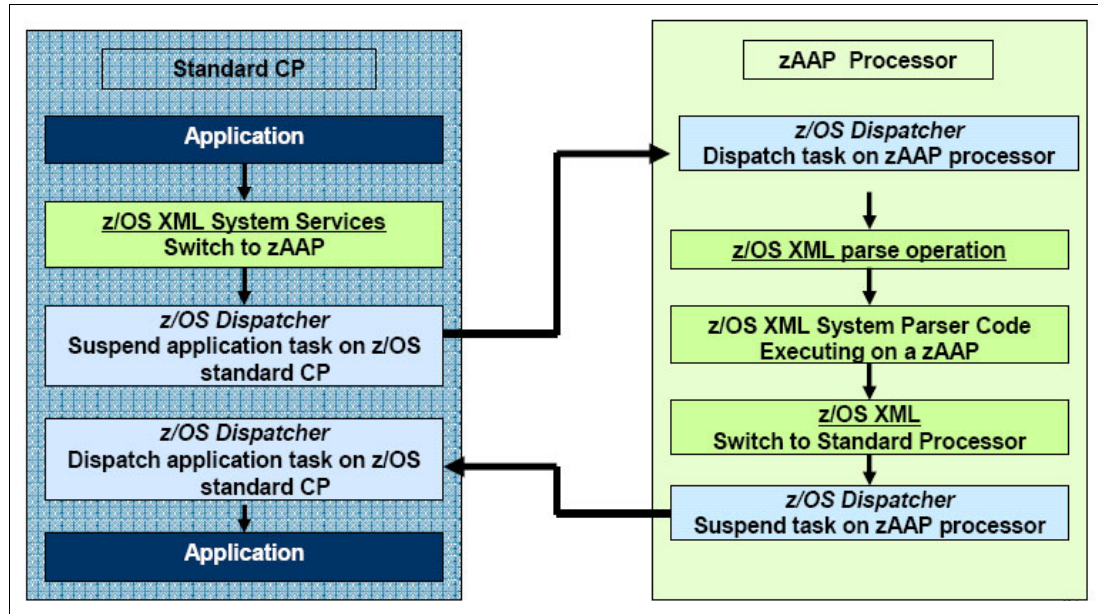 Standard CP
Application
z/OS XML System Services
Switch to zAAP
z/OS Dispatcher
Suspend application task on z/OS
standard CP
z/OS Dispatcher
Dispatch application task on z/OS
standard CP
Application
zAAP Processor
z/OS Dispatcher
Dispatch task on zAAP processor
z/OS XML parse operation
z/OS XML System Parser Code
Executing on a zAAP
z/OS XML
Switch to Standard Processor
z/OS Dispatcher
Suspend task on zAAP processor